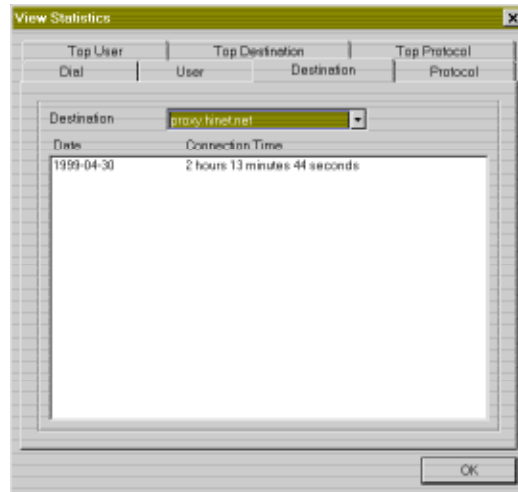 View Statistics
Top User Top Destination Top Protocol
Dial User Destination Protocol
Destination proxy.hinet.net
Date Connection Time
1999-04-30 2 hours 13 minutes 44 seconds
OK